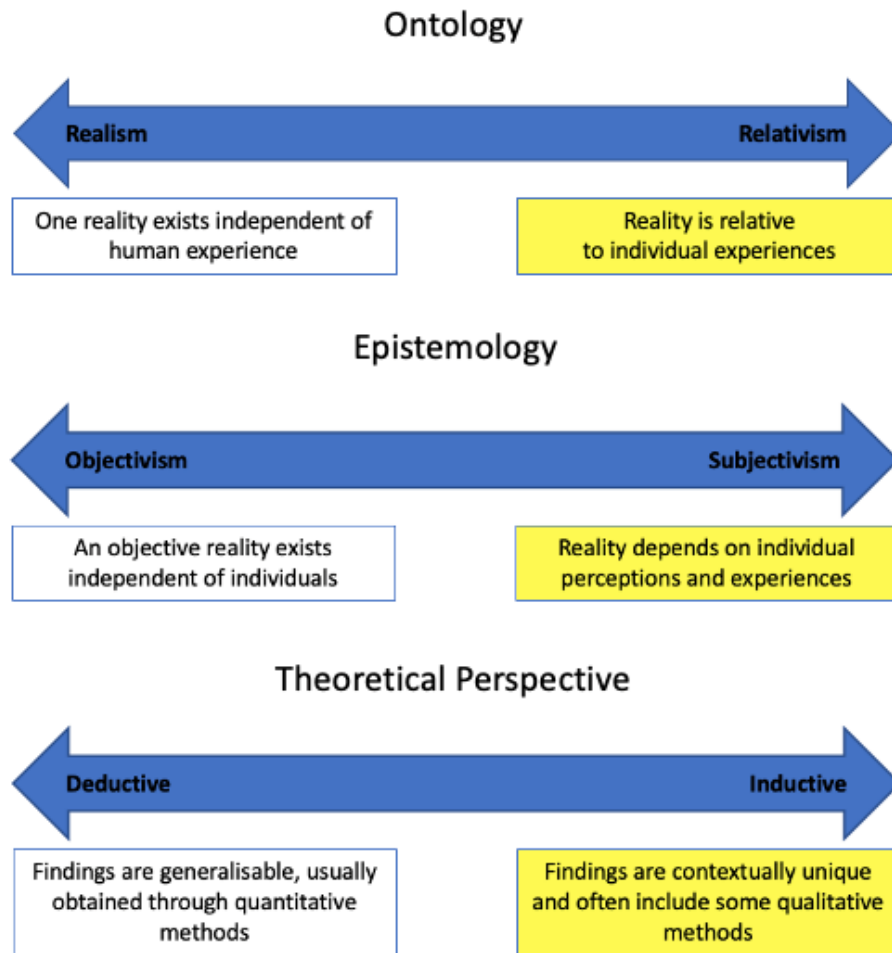 Ontology
Realism
Relativism
One reality exists independent of
human experience
Reality is relative
to individual experiences
Epistemology
Objectivism
Subjectivism
An objective reality exists
independent of individuals
Reality depends on individual
perceptions and experiences
Theoretical Perspective
Deductive
Inductive
Findings are generalisable, usually
obtained through quantitative
methods
Findings are contextually unique
and often include some qualitative
methods